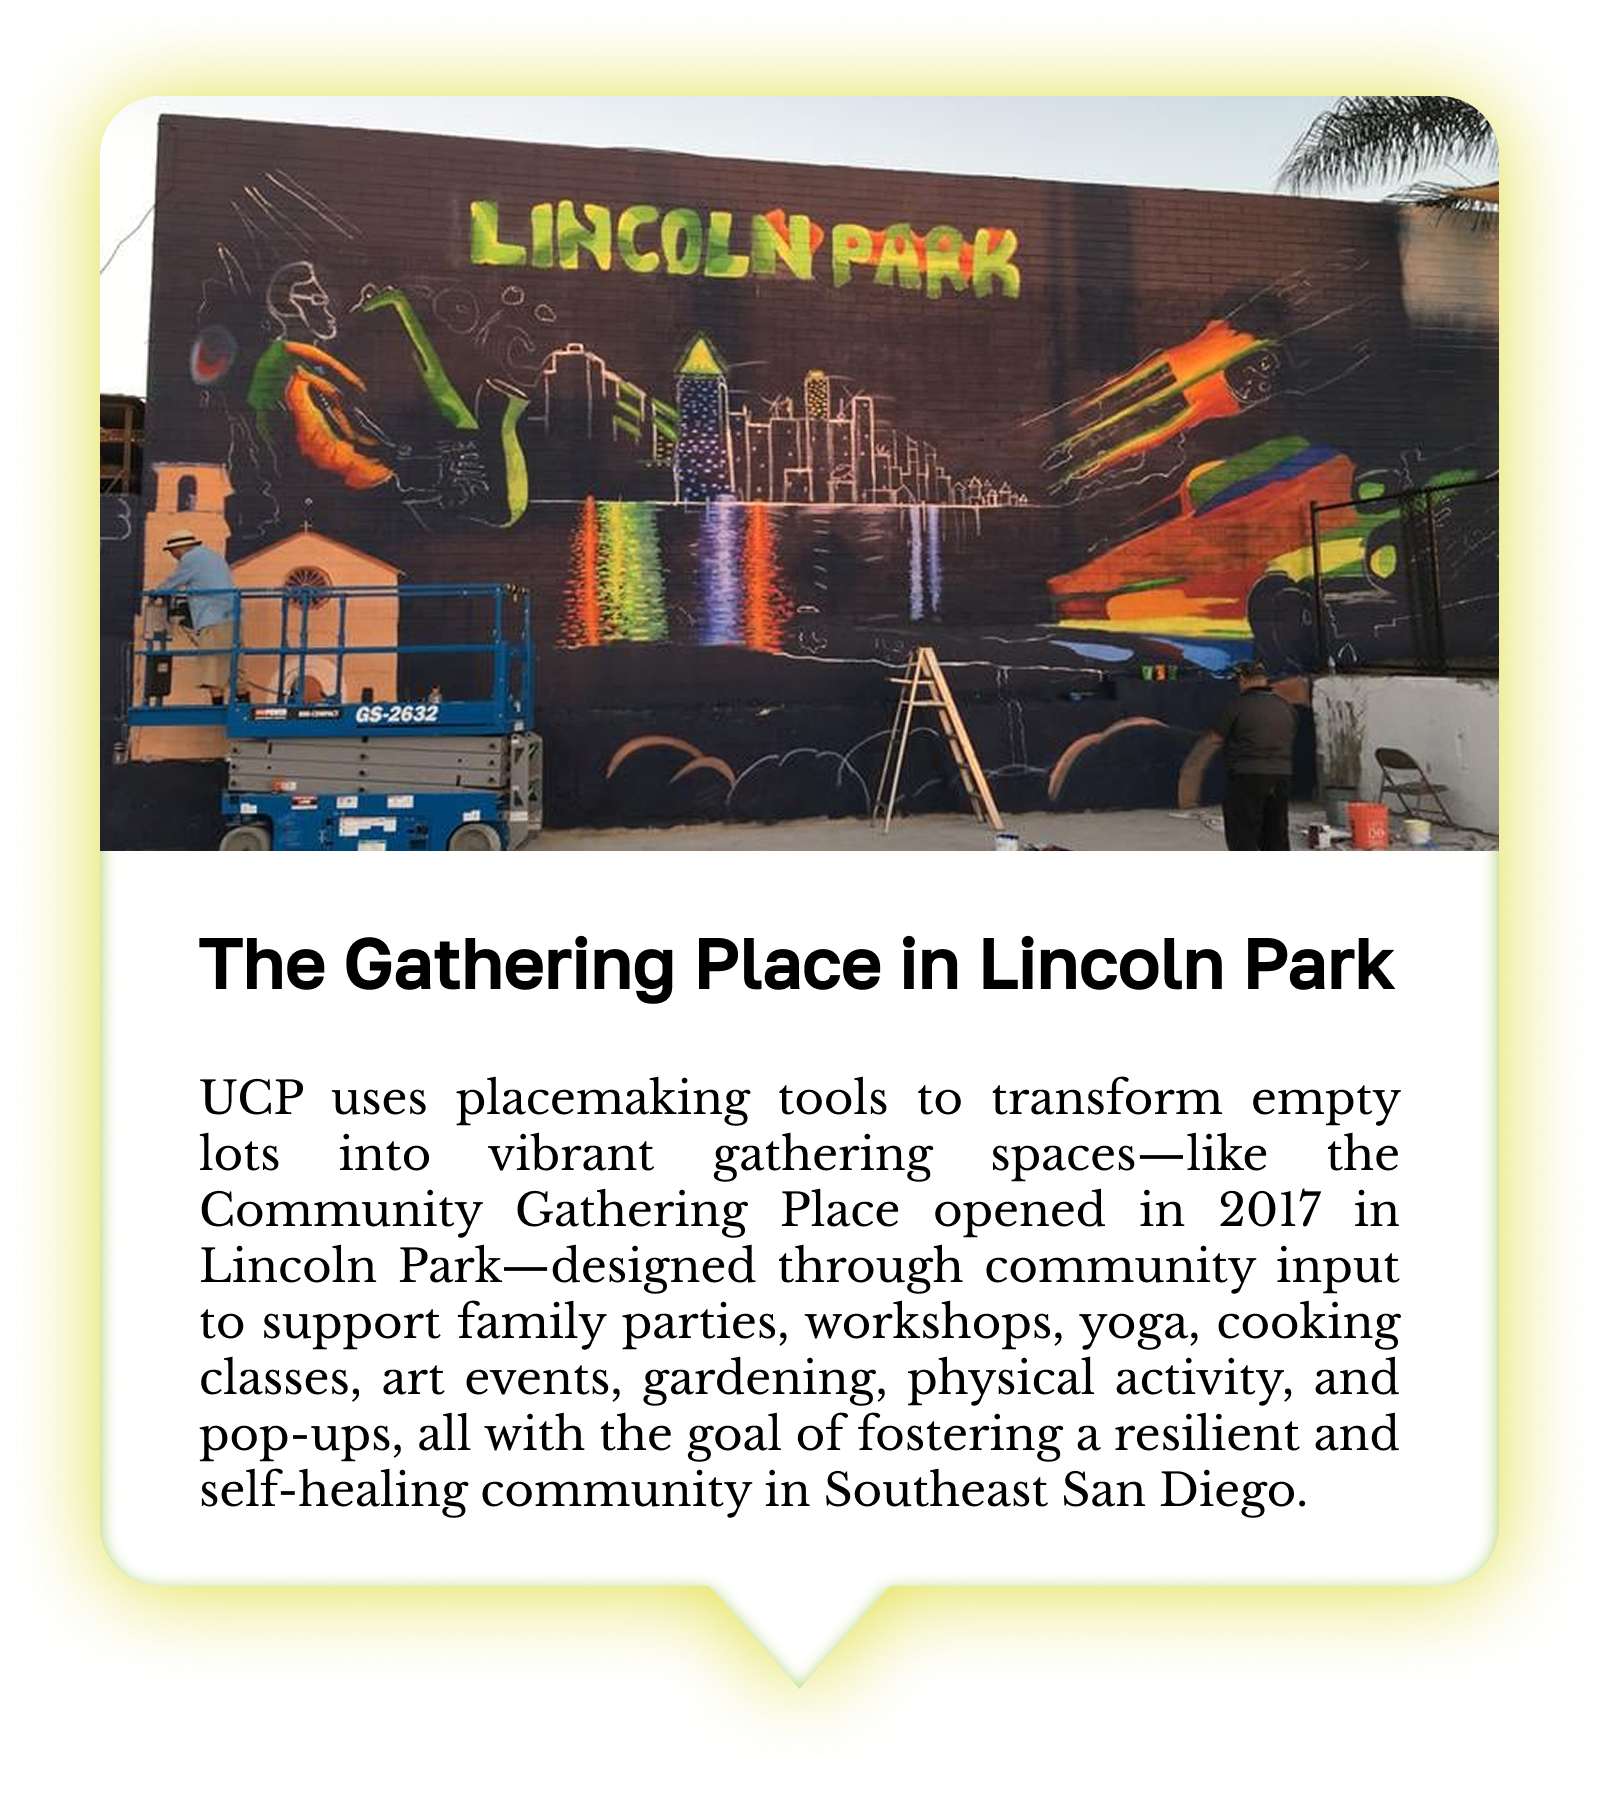 LINCOLN PARK
GS-2632
The Gathering Place in Lincoln Park
UCP uses placemaking tools to transform empty
lots into vibrant gathering spaces—like the
Community Gathering Place opened in 2017 in
Lincoln Park—designed through community input
to support family parties, workshops, yoga, cooking
classes, art events, gardening, physical activity, and
pop-ups, all with the goal of fostering a resilient and
self-healing community in Southeast San Diego.